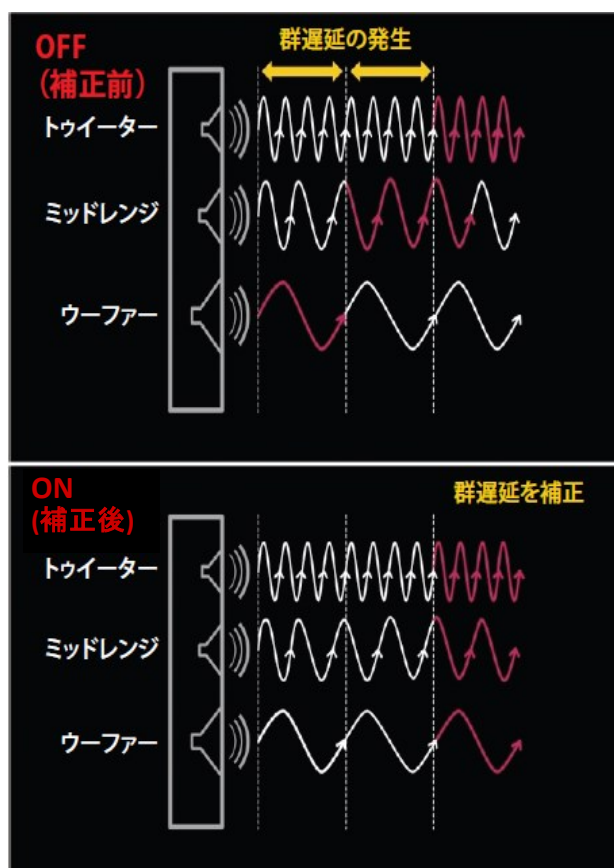 OFF
(補正前)
群遅延の発生
トゥイーター
ミッドレンジ
ウーファー
ON
(補正後)
群遅延を補正
トゥイーター
ミッドレンジ
ウーファー